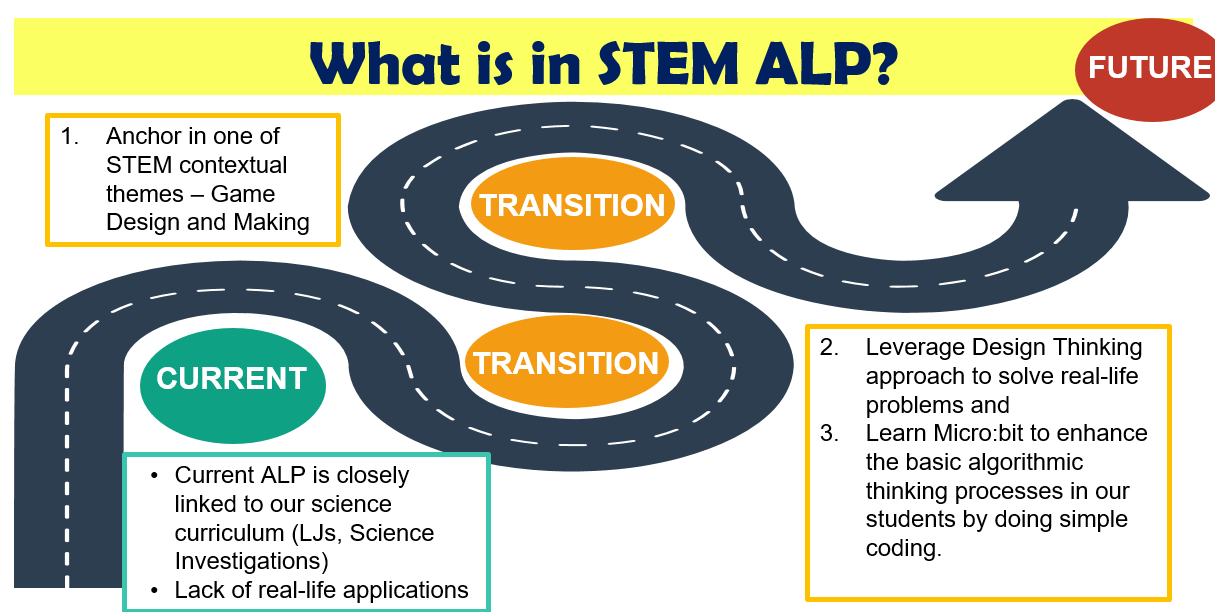 What is in STEM ALP?
FUTURE
1. Anchor in one of
STEM contextual
themes – Game
Design and Making
TRANSITION
TRANSITION
CURRENT
• Current ALP is closely
linked to our science
curriculum (LJs, Science
Investigations)
• Lack of real-life applications
2. Leverage Design Thinking
approach to solve real-life
problems and
3. Learn Micro:bit to enhance
the basic algorithmic
thinking processes in our
students by doing simple
coding.